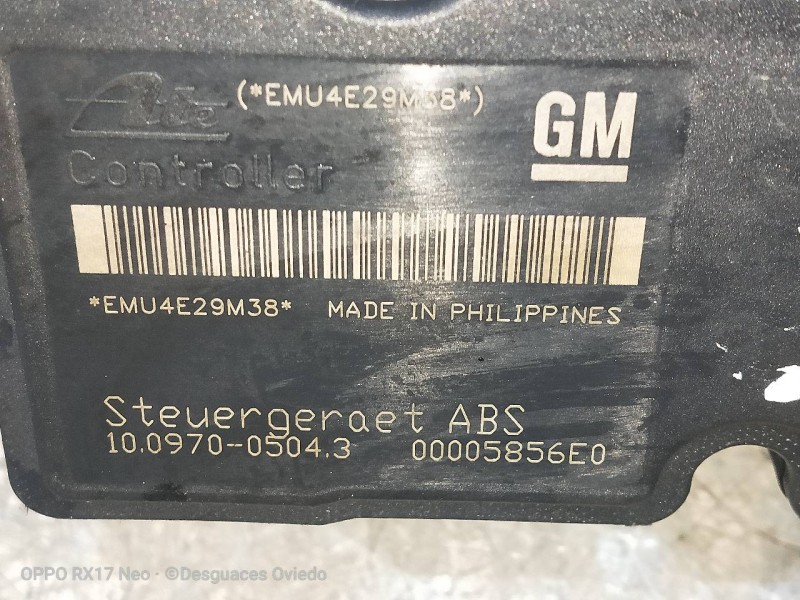 Ate (*EMU4E29M38*)
GM
Controller
*EMU4E29M38* MADE IN PHILIPPINES
Steuergeraet ABS
10.0970-0504.3 00005856E0
OPPO RX17 Neo · ©Desguaces Oviedo